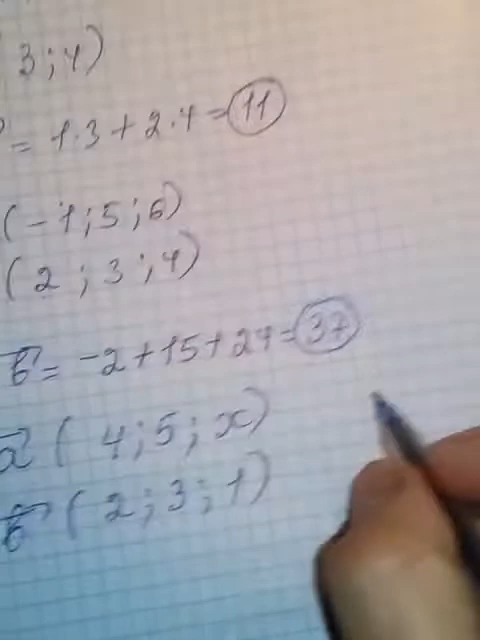 3 ; 4)
= 1·3 + 2·4 = 11
(-1 ; 5 ; 6)
(2 ; 3 ; 4)
b = -2 + 15 + 24 = 37
a (4 ; 5 ; x)
b (2 ; 3 ; 1)